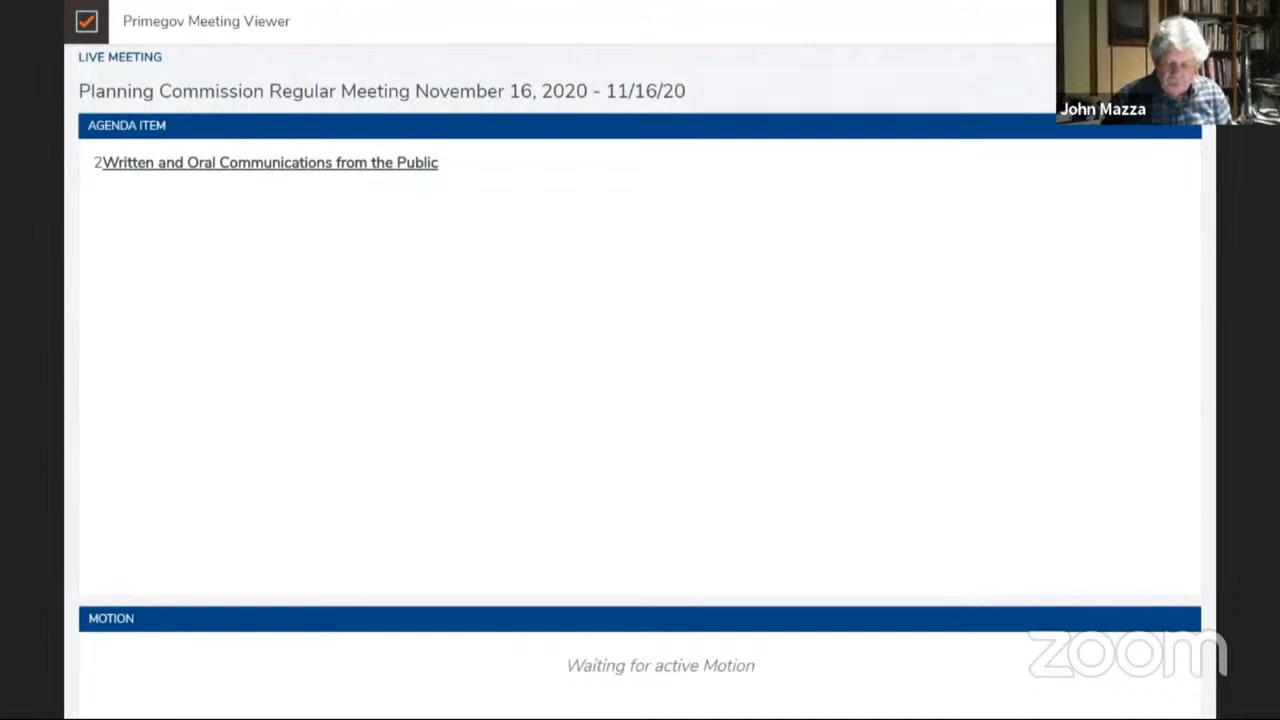 Primegov Meeting Viewer
LIVE MEETING
Planning Commission Regular Meeting November 16, 2020 - 11/16/20
John Mazza
AGENDA ITEM
2Written and Oral Communications from the Public
MOTION
Waiting for active Motion
zoom